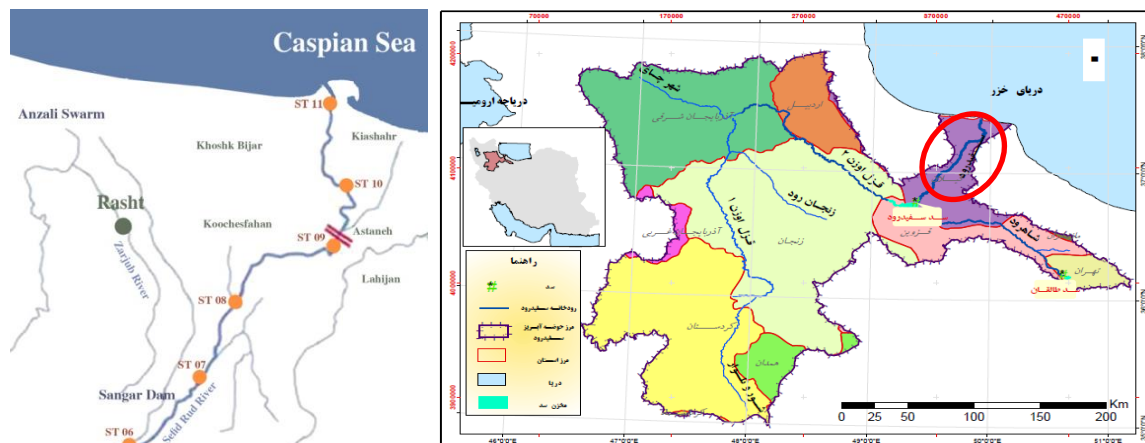 Caspian Sea
ST 11
Anzali Swarm
Kiashahr
Khoshk Bijar
ST 10
Rasht
Koochesfahan
Astaneh
ST 09
Zarjub River
Lahijan
ST 08
ST 07
Sangar Dam
Sefid Rud River
ST 06
70000
170000
270000
370000
470000
4200000
4100000
4000000
3900000
دریای خزر
دریاچه ارومیه
شهر چای
آذربایجان شرقی
اردبیل
قزل اوزن ۲
سفیدرود
گیلان
سد سفیدرود
زنجان رود
قزل اوزن ۱
آذربایجان غربی
زنجان
قزوین
شاهرود
مازندران
تهران
سد طالقان
کردستان
همدان
راهنما
سد
رودخانه سفیدرود
مرز حوضه آبریز
سفیدرود
مرز استان
دریا
مخزن سد
Km
0 25 50 100 150 200
46°0'0"E
47°0'0"E
48°0'0"E
49°0'0"E
50°0'0"E
51°0'0"E